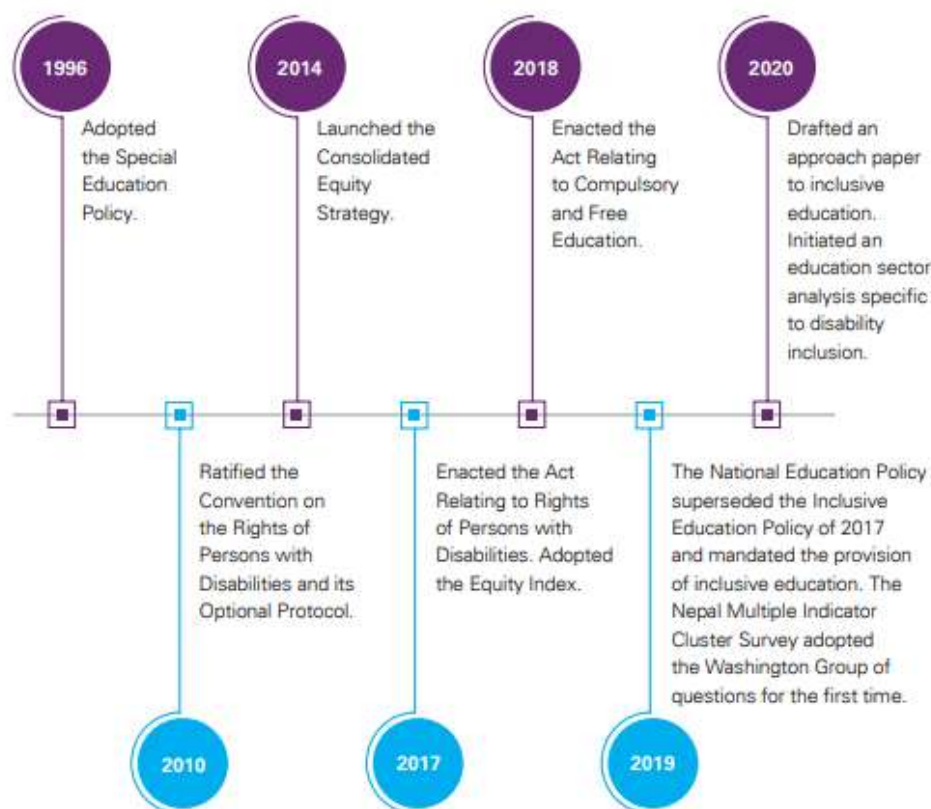 1996
Adopted
the Special
Education
Policy.
2014
Launched the
Consolidated
Equity
Strategy.
2018
Enacted the
Act Relating
to Compulsory
and Free
Education.
2020
Drafted an
approach paper
to inclusive
education.
Initiated an
education sector
analysis specific
to disability
inclusion.
Ratified the
Convention on
the Rights of
Persons with
Disabilities and its
Optional Protocol.
2010
Enacted the Act
Relating to Rights
of Persons with
Disabilities. Adopted
the Equity Index.
2017
The National Education Policy
superseded the Inclusive
Education Policy of 2017
and mandated the provision
of inclusive education. The
Nepal Multiple Indicator
Cluster Survey adopted
the Washington Group of
questions for the first time.
2019